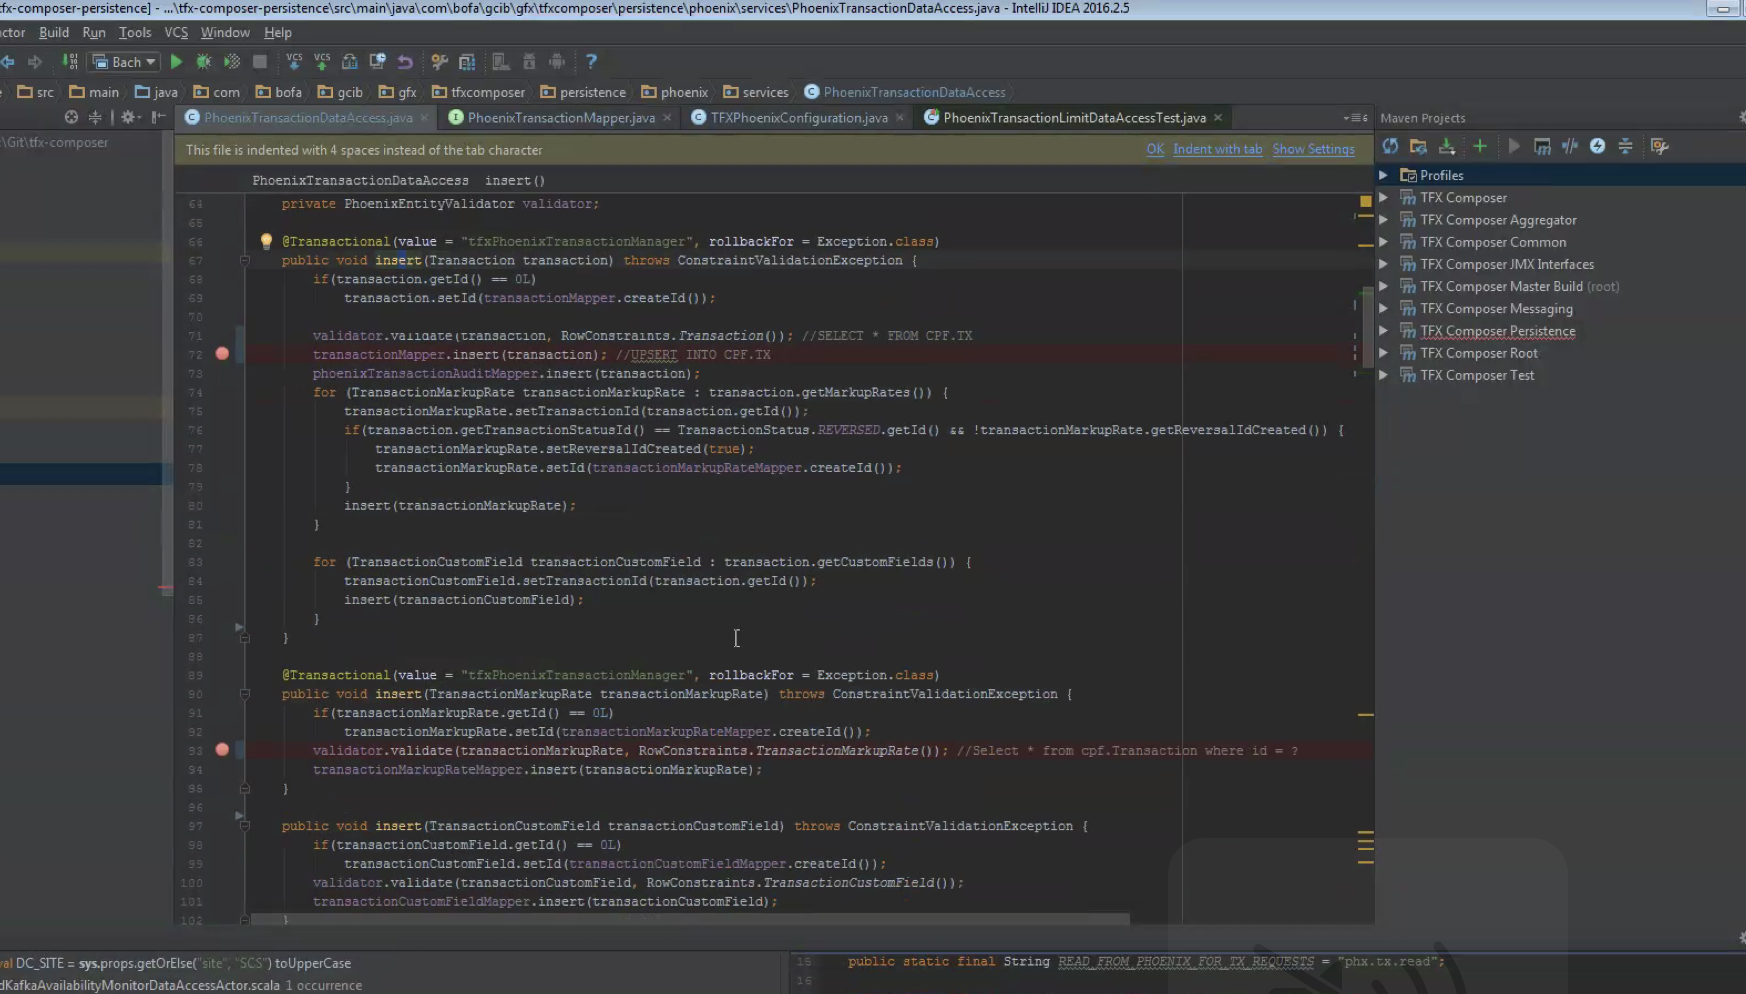 tfx-composer-persistence] - ...\tfx-composer-persistence\src\main\java\com\bofa\gcib\gfx\tfxcomposer\persistence\phoenix\services\PhoenixTransactionDataAccess.java - IntelliJ IDEA 2016.2.5
actor Build Run Tools VCS Window Help
Bach
src main java com bofa gcib gfx tfxcomposer persistence phoenix services PhoenixTransactionDataAccess
PhoenixTransactionDataAccess.java PhoenixTransactionMapper.java TFXPhoenixConfiguration.java PhoenixTransactionLimitDataAccessTest.java Maven Projects
\Git\tfx-composer
This file is indented with 4 spaces instead of the tab character OK Indent with tab Show Settings
PhoenixTransactionDataAccess insert()
Profiles
TFX Composer
TFX Composer Aggregator
TFX Composer Common
TFX Composer JMX Interfaces
TFX Composer Master Build (root)
TFX Composer Messaging
TFX Composer Persistence
TFX Composer Root
TFX Composer Test
64 private PhoenixEntityValidator validator;
65
66 @Transactional(value = "tfxPhoenixTransactionManager", rollbackFor = Exception.class)
67 public void insert(Transaction transaction) throws ConstraintValidationException {
68 if(transaction.getId() == 0L)
69 transaction.setId(transactionMapper.createId());
70
71 validator.validate(transaction, RowConstraints.Transaction()); //SELECT * FROM CPF.TX
72 transactionMapper.insert(transaction); //UPSERT INTO CPF.TX
73 phoenixTransactionAuditMapper.insert(transaction);
74 for (TransactionMarkupRate transactionMarkupRate : transaction.getMarkupRates()) {
75 transactionMarkupRate.setTransactionId(transaction.getId());
76 if(transaction.getTransactionStatusId() == TransactionStatus.REVERSED.getId() && !transactionMarkupRate.getReversalIdCreated()) {
77 transactionMarkupRate.setReversalIdCreated(true);
78 transactionMarkupRate.setId(transactionMarkupRateMapper.createId());
79 }
80 insert(transactionMarkupRate);
81 }
82
83 for (TransactionCustomField transactionCustomField : transaction.getCustomFields()) {
84 transactionCustomField.setTransactionId(transaction.getId());
85 insert(transactionCustomField);
86 }
87 }
88
89 @Transactional(value = "tfxPhoenixTransactionManager", rollbackFor = Exception.class)
90 public void insert(TransactionMarkupRate transactionMarkupRate) throws ConstraintValidationException {
91 if(transactionMarkupRate.getId() == 0L)
92 transactionMarkupRate.setId(transactionMarkupRateMapper.createId());
93 validator.validate(transactionMarkupRate, RowConstraints.TransactionMarkupRate()); //Select * from cpf.Transaction where id = ?
94 transactionMarkupRateMapper.insert(transactionMarkupRate);
95 }
96
97 public void insert(TransactionCustomField transactionCustomField) throws ConstraintValidationException {
98 if(transactionCustomField.getId() == 0L)
99 transactionCustomField.setId(transactionCustomFieldMapper.createId());
100 validator.validate(transactionCustomField, RowConstraints.TransactionCustomField());
101 transactionCustomFieldMapper.insert(transactionCustomField);
102 }
val DC_SITE = sys.props.getOrElse("site", "SCS") toUpperCase
dKafkaAvailabilityMonitorDataAccessActor.scala 1 occurrence
15 public static final String READ_FROM_PHOENIX_FOR_TX_REQUESTS = "phx.tx.read";
16